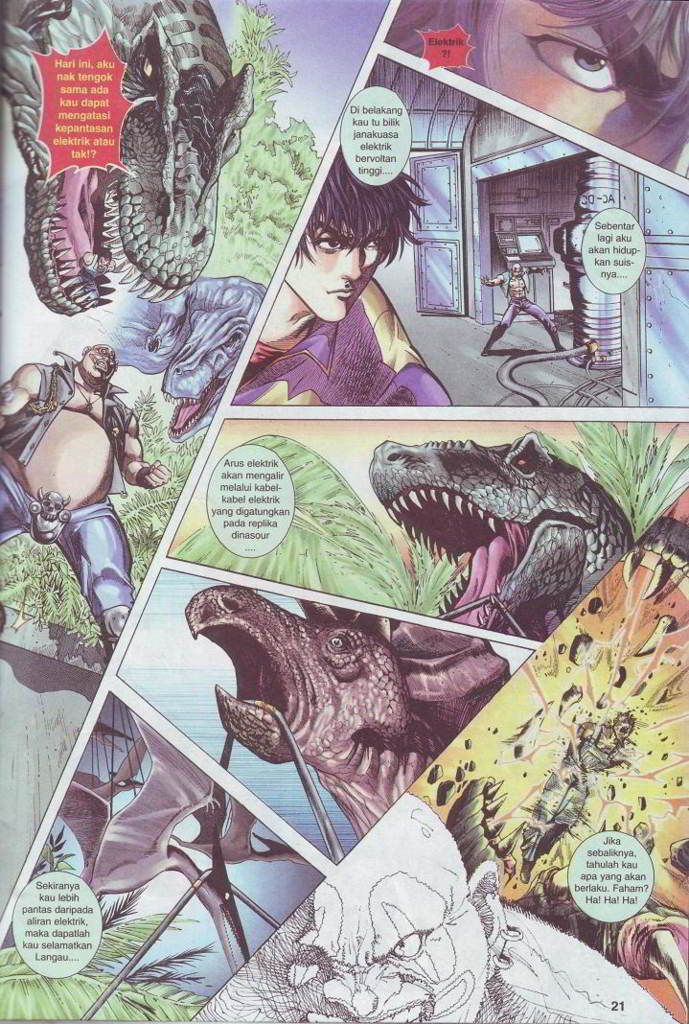 Hari ini, aku
nak tengok
sama ada
kau dapat
mengatasi
kepantasan
elektrik atau
tak!?
Elektrik
?!
Di belakang
kau tu bilik
janakuasa
elektrik
bervoltan
tinggi....
Sebentar
lagi aku
akan hidup-
kan suis-
nya....
Arus elektrik
akan mengalir
melalui kabel-
kabel elektrik
yang digatungkan
pada replika
dinasour
....
Sekiranya
kau lebih
pantas daripada
aliran elektrik,
maka dapatlah
kau selamatkan
Langau....
Jika
sebaliknya,
tahulah kau
apa yang akan
berlaku. Faham?
Ha! Ha! Ha!
21